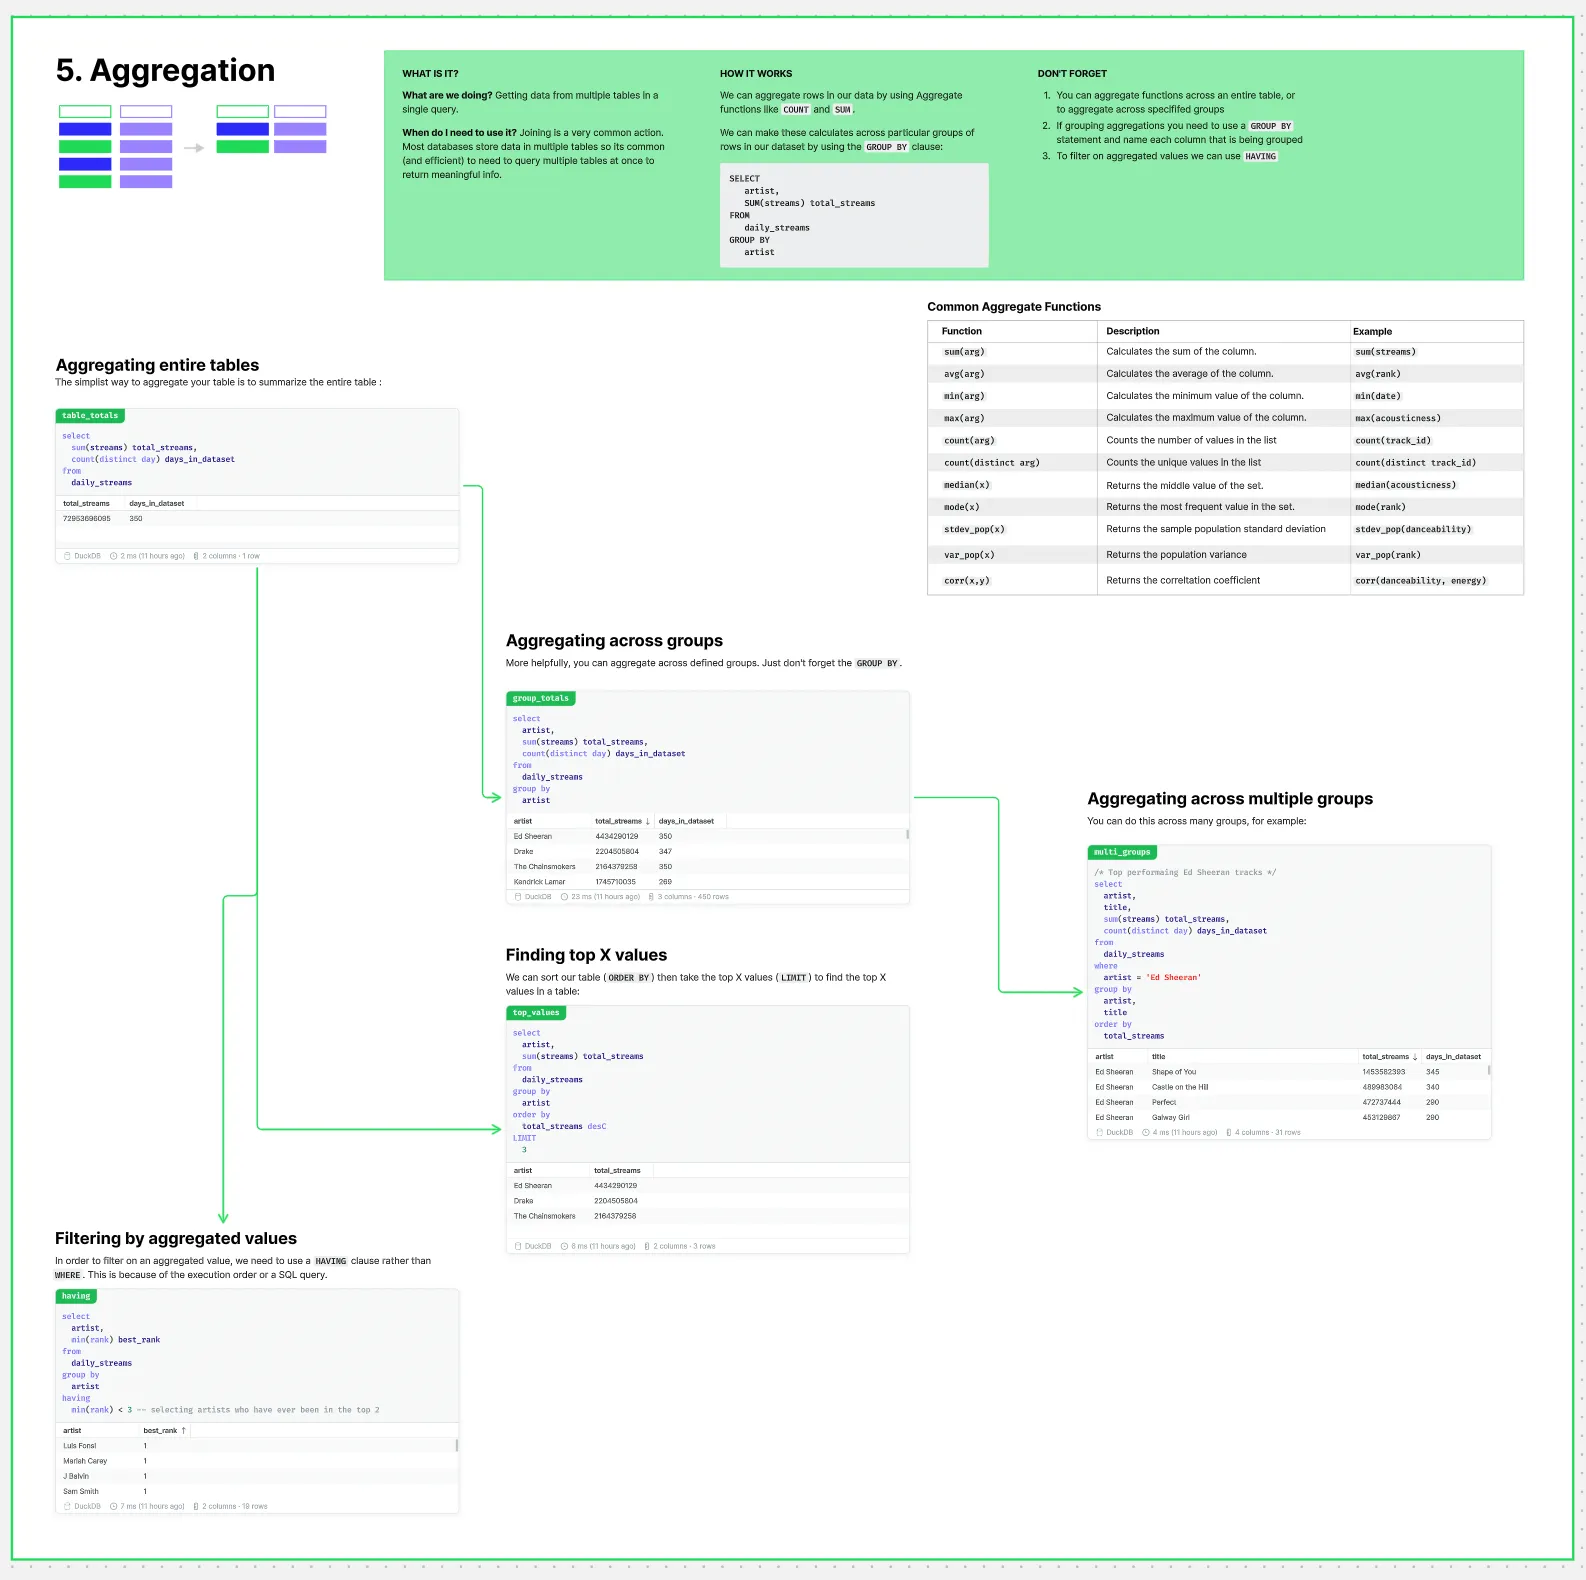 5. Aggregation
WHAT IS IT?
What are we doing? Getting data from multiple tables in a
single query.
When do I need to use it? Joining is a very common action.
Most databases store data in multiple tables so its common
(and efficient) to need to query multiple tables at once to
return meaningful info.
HOW IT WORKS
We can aggregate rows in our data by using Aggregate
functions like COUNT and SUM.
We can make these calculates across particular groups of
rows in our dataset by using the GROUP BY clause:
SELECT
artist,
SUM(streams) total_streams
FROM
daily_streams
GROUP BY
artist
DON'T FORGET
1. You can aggregate functions across an entire table, or
to aggregate across specififed groups
2. If grouping aggregations you need to use a GROUP BY
statement and name each column that is being grouped
3. To filter on aggregated values we can use HAVING
Common Aggregate Functions
Function Description Example
sum(arg) Calculates the sum of the column. sum(streams)
avg(arg) Calculates the average of the column. avg(rank)
min(arg) Calculates the minimum value of the column. min(date)
max(arg) Calculates the maximum value of the column. max(acousticness)
count(arg) Counts the number of values in the list count(track_id)
count(distinct arg) Counts the unique values in the list count(distinct track_id)
median(x) Returns the middle value of the set. median(acousticness)
mode(x) Returns the most frequent value in the set. mode(rank)
stdev_pop(x) Returns the sample population standard deviation stdev_pop(danceability)
var_pop(x) Returns the population variance var_pop(rank)
corr(x,y) Returns the correltation coefficient corr(danceability, energy)
Aggregating entire tables
The simplist way to aggregate your table is to summarize the entire table :
table_totals
select
sum(streams) total_streams,
count(distinct day) days_in_dataset
from
daily_streams
total_streams days_in_dataset
72953696095 350
DuckDB 2 ms (11 hours ago) 2 columns · 1 row
Aggregating across groups
More helpfully, you can aggregate across defined groups. Just don't forget the GROUP BY.
group_totals
select
artist,
sum(streams) total_streams,
count(distinct day) days_in_dataset
from
daily_streams
group by
artist
artist total_streams ↓ days_in_dataset
Ed Sheeran 4434290129 350
Drake 2204505804 347
The Chainsmokers 2164379258 350
Kendrick Lamar 1745710035 269
DuckDB 23 ms (11 hours ago) 3 columns · 450 rows
Aggregating across multiple groups
You can do this across many groups, for example:
multi_groups
/* Top performaing Ed Sheeran tracks */
select
artist,
title,
sum(streams) total_streams,
count(distinct day) days_in_dataset
from
daily_streams
where
artist = 'Ed Sheeran'
group by
artist,
title
order by
total_streams
artist title total_streams ↓ days_in_dataset
Ed Sheeran Shape of You 1453582393 345
Ed Sheeran Castle on the Hill 489983084 340
Ed Sheeran Perfect 472737444 290
Ed Sheeran Galway Girl 453129867 290
DuckDB 4 ms (11 hours ago) 4 columns · 31 rows
Finding top X values
We can sort our table (ORDER BY) then take the top X values (LIMIT) to find the top X
values in a table:
top_values
select
artist,
sum(streams) total_streams
from
daily_streams
group by
artist
order by
total_streams desC
LIMIT
3
artist total_streams
Ed Sheeran 4434290129
Drake 2204505804
The Chainsmokers 2164379258
DuckDB 6 ms (11 hours ago) 2 columns · 3 rows
Filtering by aggregated values
In order to filter on an aggregated value, we need to use a HAVING clause rather than
WHERE. This is because of the execution order or a SQL query.
having
select
artist,
min(rank) best_rank
from
daily_streams
group by
artist
having
min(rank) < 3 -- selecting artists who have ever been in the top 2
artist best_rank ↑
Luis Fonsi 1
Mariah Carey 1
J Balvin 1
Sam Smith 1
DuckDB 7 ms (11 hours ago) 2 columns · 19 rows